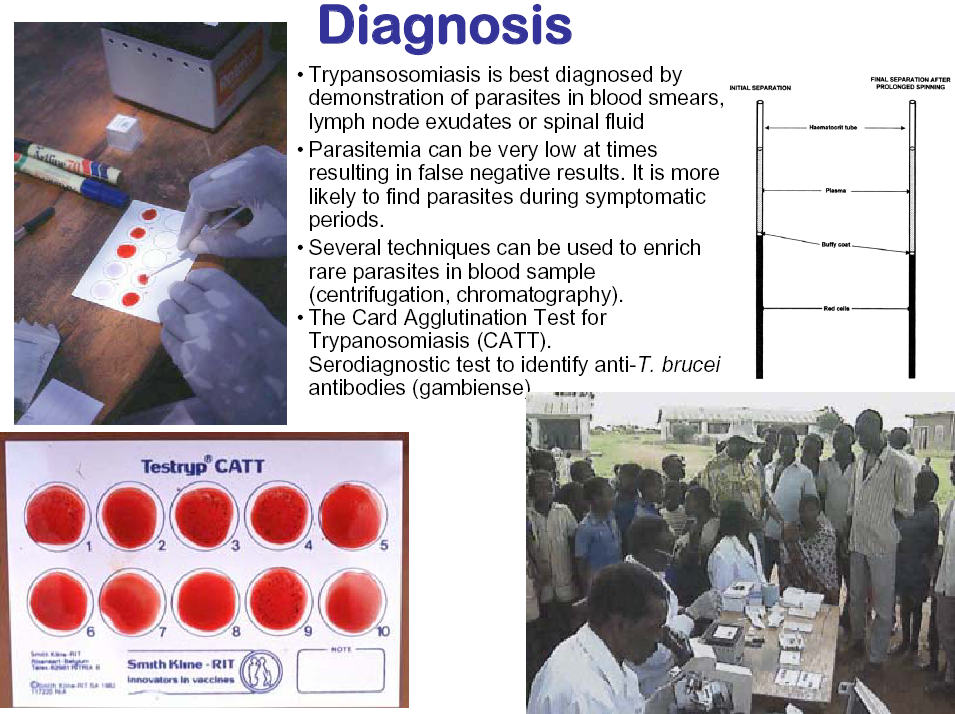 Diagnosis
• Trypansosomiasis is best diagnosed by
demonstration of parasites in blood smears,
lymph node exudates or spinal fluid
• Parasitemia can be very low at times
resulting in false negative results. It is more
likely to find parasites during symptomatic
periods.
• Several techniques can be used to enrich
rare parasites in blood sample
(centrifugation, chromatography).
• The Card Agglutination Test for
Trypanosomiasis (CATT).
Serodiagnostic test to identify anti-T. brucei
antibodies (gambiense)
INITIAL SEPARATION
FINAL SEPARATION AFTER
PROLONGED SPINNING
Haematocrit tube
Plasma
Buffy coat
Red cells
Artline 70
Testryp® CATT
1 2 3 4 5
6 7 8 9 10
Smith Kline-RIT
Smith Kline-RIT
innovators in vaccines
NOTE